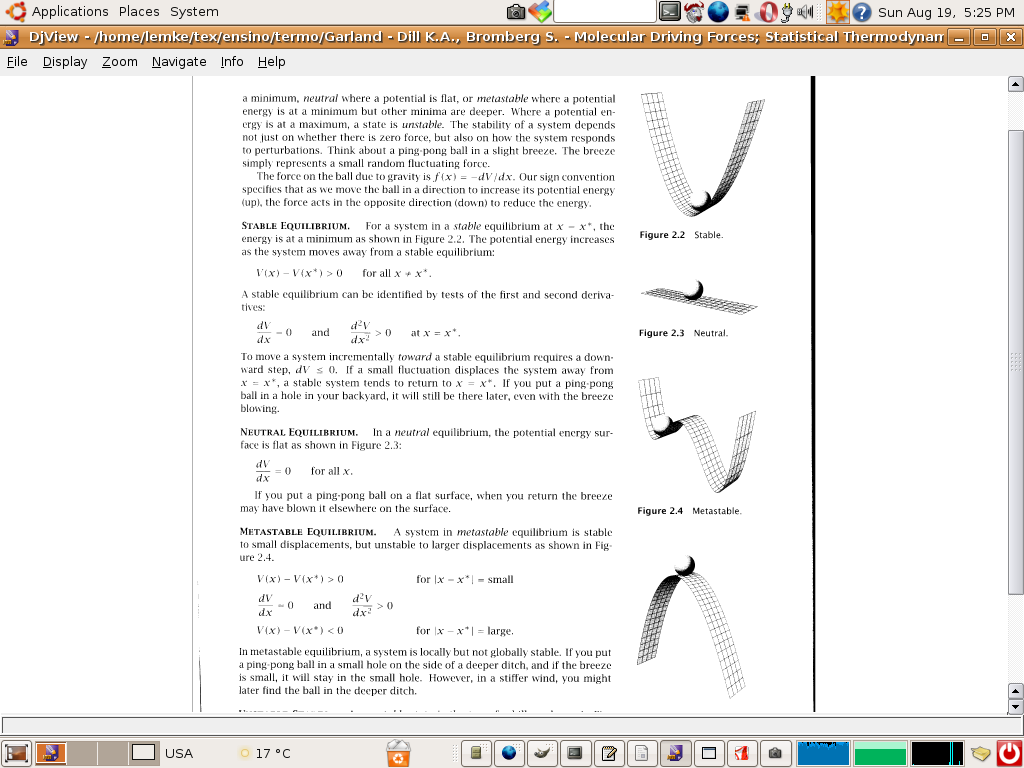 Applications Places System
Sun Aug 19, 5:25 PM
DjView - /home/lemke/tex/ensino/termo/Garland - Dill K.A., Bromberg S. - Molecular Driving Forces; Statistical Thermodynam
File Display Zoom Navigate Info Help
a minimum, neutral where a potential is flat, or metastable where a potential
energy is at a minimum but other minima are deeper. Where a potential en-
ergy is at a maximum, a state is unstable. The stability of a system depends
not just on whether there is zero force, but also on how the system responds
to perturbations. Think about a ping-pong ball in a slight breeze. The breeze
simply represents a small random fluctuating force.
The force on the ball due to gravity is f(x) = −dV/dx. Our sign convention
specifies that as we move the ball in a direction to increase its potential energy
(up), the force acts in the opposite direction (down) to reduce the energy.
STABLE EQUILIBRIUM. For a system in a stable equilibrium at x = x*, the
energy is at a minimum as shown in Figure 2.2. The potential energy increases
as the system moves away from a stable equilibrium:
V(x) − V(x*) > 0 for all x ≠ x*.
A stable equilibrium can be identified by tests of the first and second deriva-
tives:
dV/dx = 0 and d²V/dx² > 0 at x = x*.
To move a system incrementally toward a stable equilibrium requires a down-
ward step, dV ≤ 0. If a small fluctuation displaces the system away from
x = x*, a stable system tends to return to x = x*. If you put a ping-pong
ball in a hole in your backyard, it will still be there later, even with the breeze
blowing.
NEUTRAL EQUILIBRIUM. In a neutral equilibrium, the potential energy sur-
face is flat as shown in Figure 2.3:
dV/dx = 0 for all x.
If you put a ping-pong ball on a flat surface, when you return the breeze
may have blown it elsewhere on the surface.
METASTABLE EQUILIBRIUM. A system in metastable equilibrium is stable
to small displacements, but unstable to larger displacements as shown in Fig-
ure 2.4.
V(x) − V(x*) > 0 for |x − x*| = small
dV/dx = 0 and d²V/dx² > 0
V(x) − V(x*) < 0 for |x − x*| = large.
In metastable equilibrium, a system is locally but not globally stable. If you put
a ping-pong ball in a small hole on the side of a deeper ditch, and if the breeze
is small, it will stay in the small hole. However, in a stiffer wind, you might
later find the ball in the deeper ditch.
Figure 2.2 Stable.
Figure 2.3 Neutral.
Figure 2.4 Metastable.
USA
17 °C